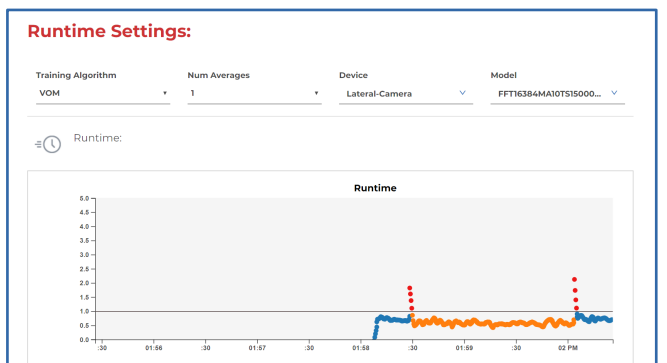 Runtime Settings:
Training Algorithm Num Averages Device Model
VOM 1 Lateral-Camera FFT16384MA10TS15000...
Runtime:
Runtime
5.0
4.5
4.0
3.5
3.0
2.5
2.0
1.5
1.0
0.5
0.0
:30 01:56 :30 01:57 :30 01:58 :30 01:59 :30 02 PM